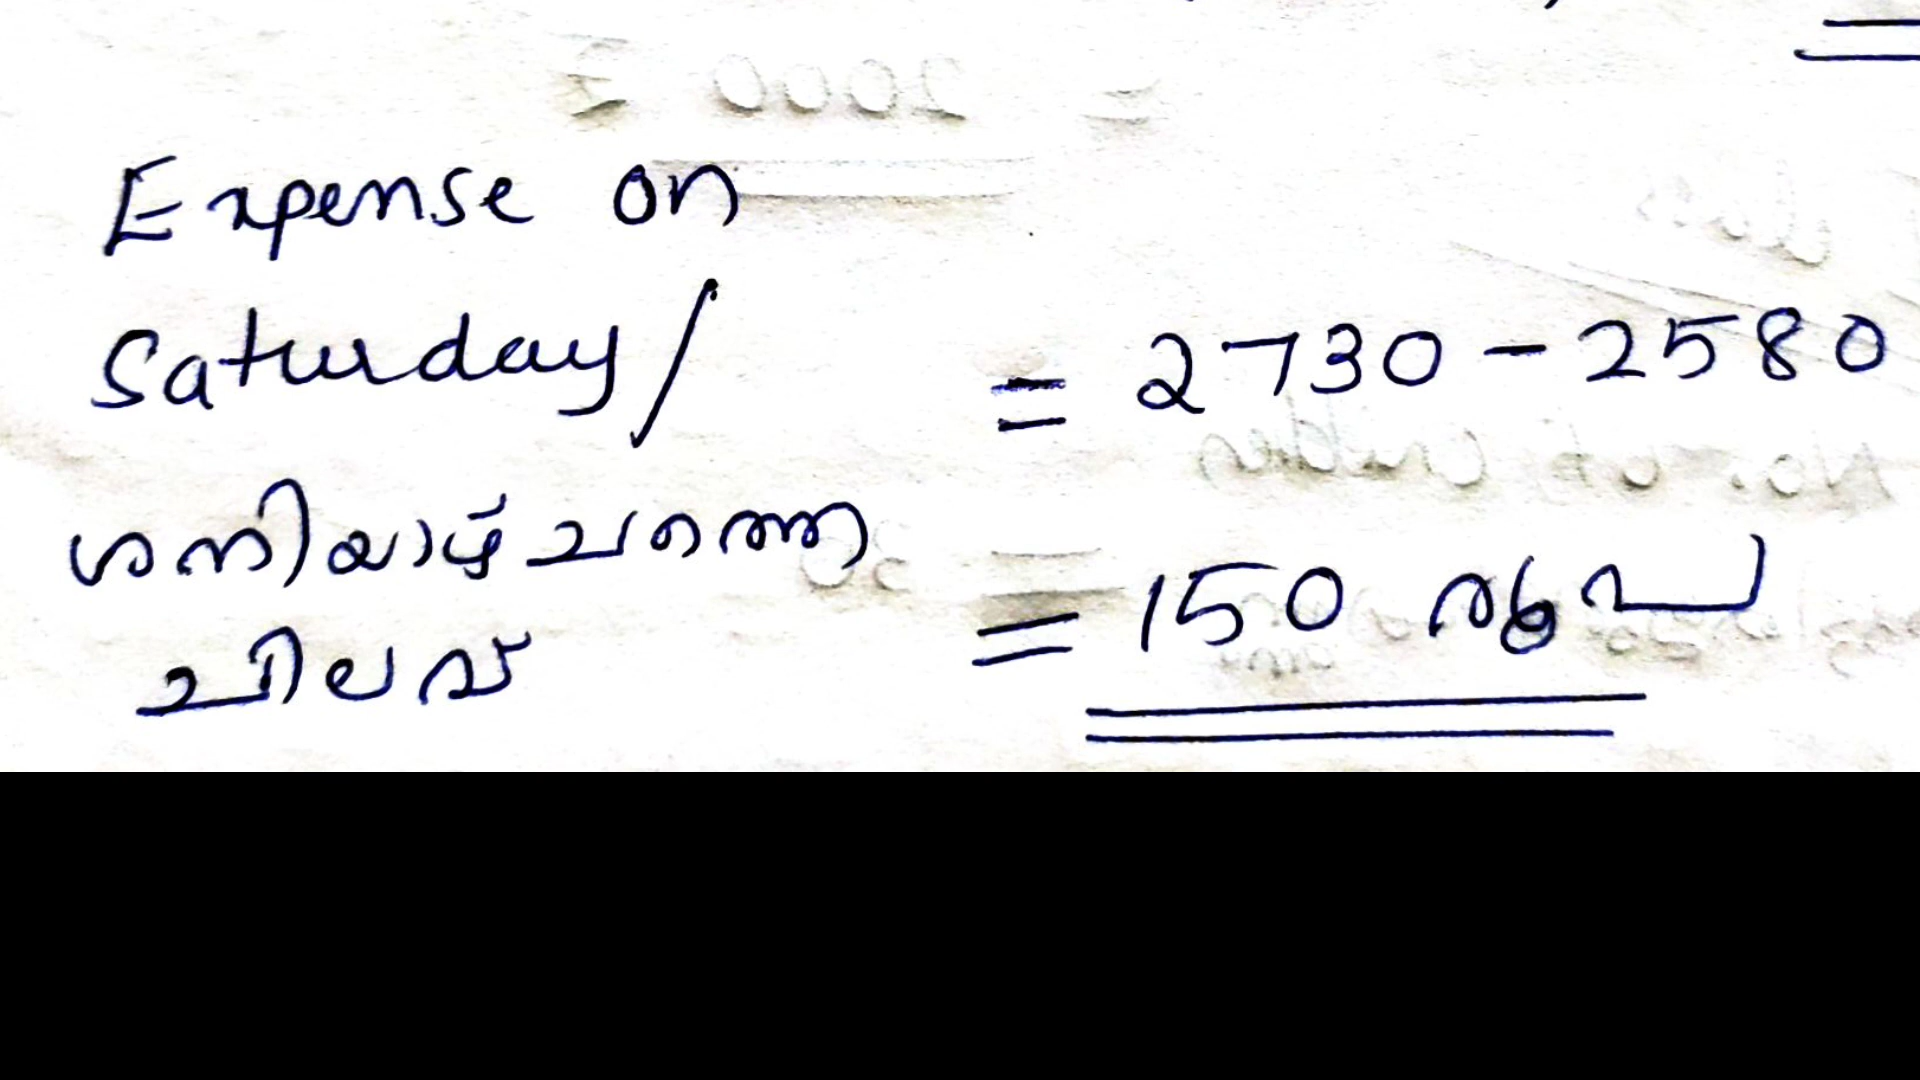 Expense on
Saturday/ = 2730 - 2580
ശനിയാഴ്ചത്തെ
ചിലവ് = 150 രൂപ